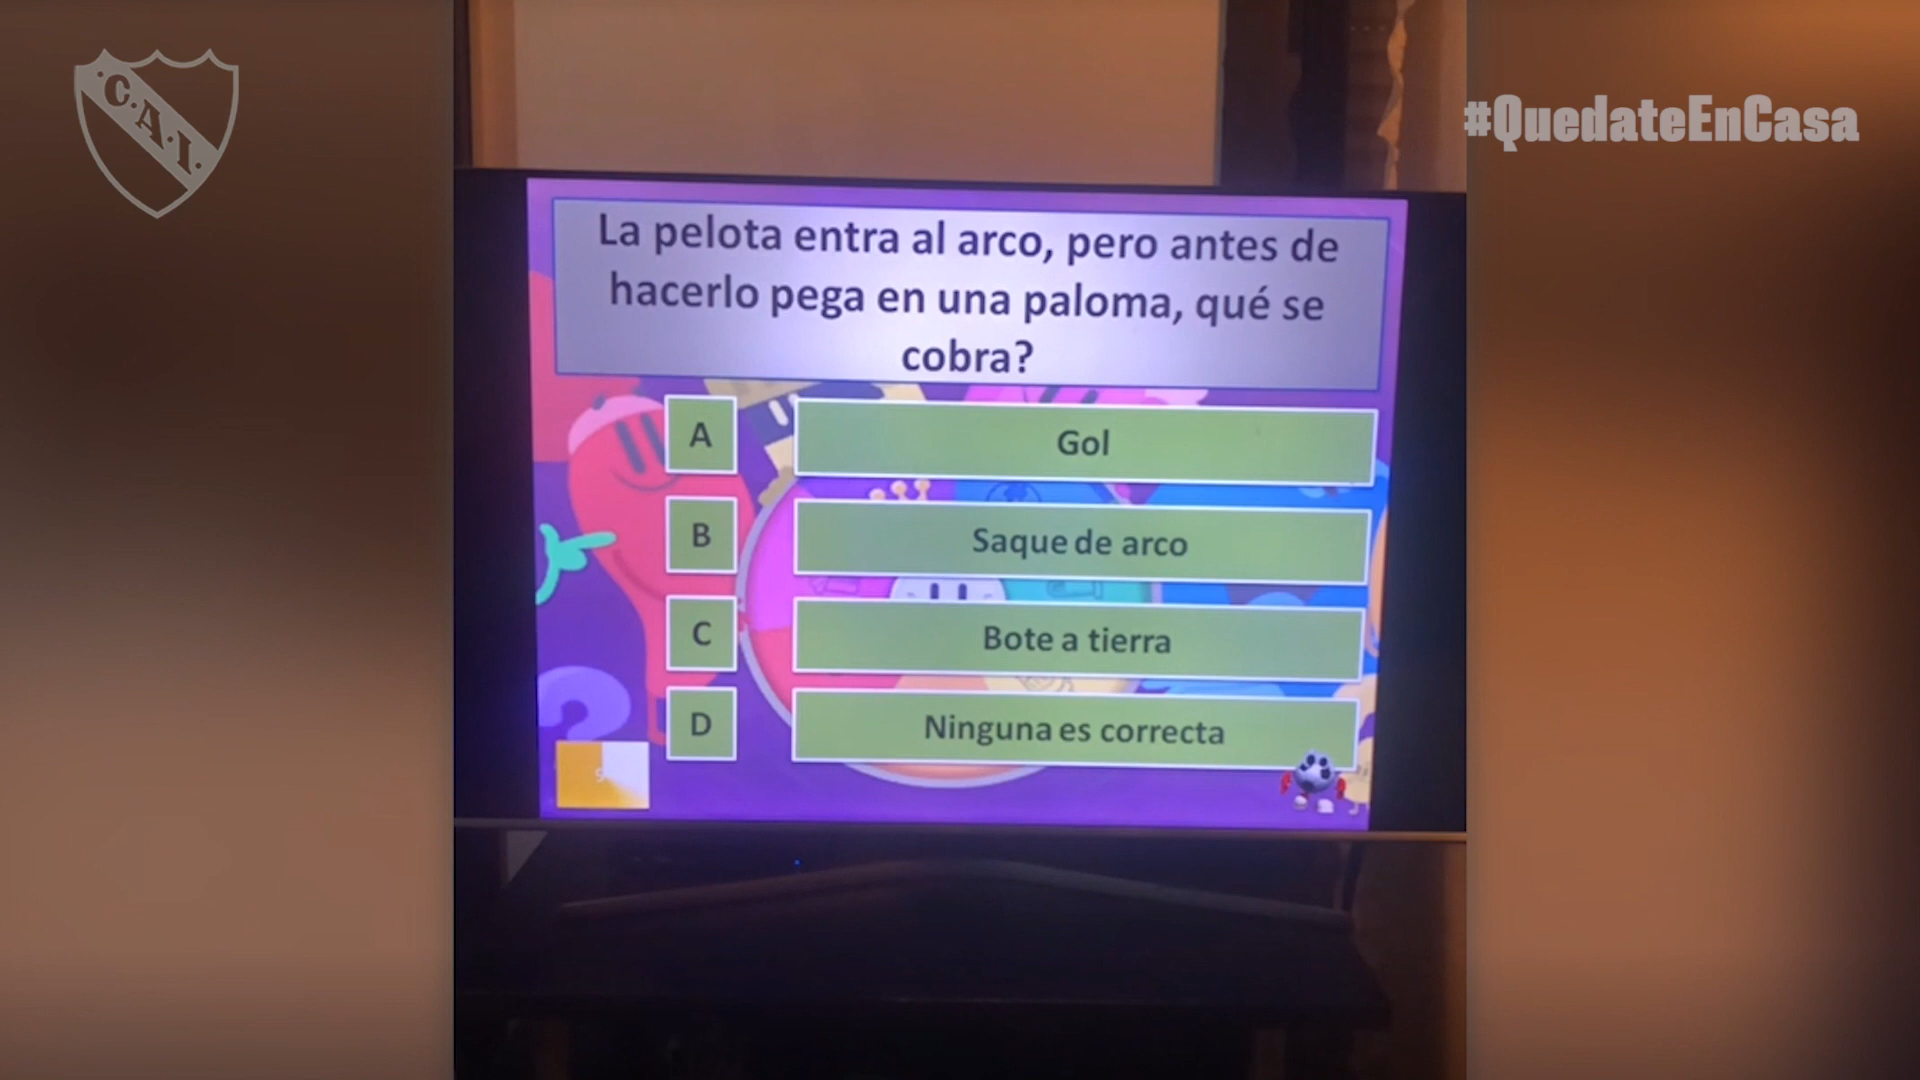 C.A.I.
#QuedateEnCasa
La pelota entra al arco, pero antes de
hacerlo pega en una paloma, qué se
cobra?
A
Gol
B
Saque de arco
C
Bote a tierra
D
Ninguna es correcta